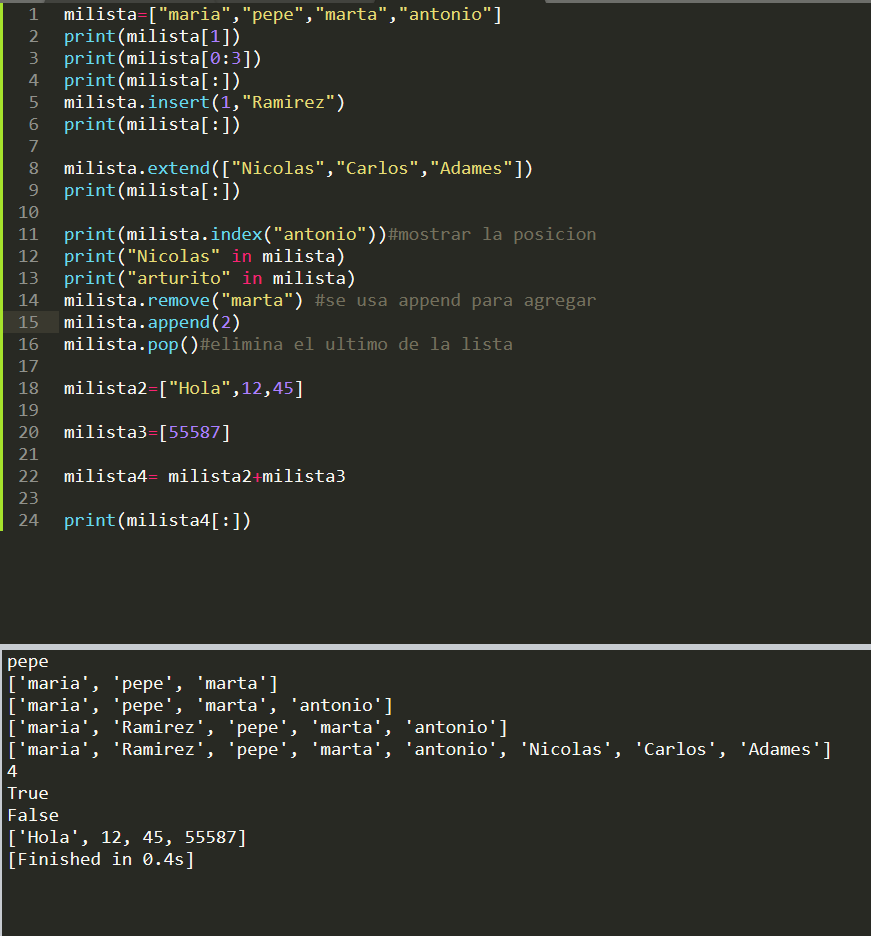 1 milista=["maria","pepe","marta","antonio"]
2 print(milista[1])
3 print(milista[0:3])
4 print(milista[:])
5 milista.insert(1,"Ramirez")
6 print(milista[:])
7
8 milista.extend(["Nicolas","Carlos","Adames"])
9 print(milista[:])
10
11 print(milista.index("antonio"))#mostrar la posicion
12 print("Nicolas" in milista)
13 print("arturito" in milista)
14 milista.remove("marta") #se usa append para agregar
15 milista.append(2)
16 milista.pop()#elimina el ultimo de la lista
17
18 milista2=["Hola",12,45]
19
20 milista3=[55587]
21
22 milista4= milista2+milista3
23
24 print(milista4[:])
pepe
['maria', 'pepe', 'marta']
['maria', 'pepe', 'marta', 'antonio']
['maria', 'Ramirez', 'pepe', 'marta', 'antonio']
['maria', 'Ramirez', 'pepe', 'marta', 'antonio', 'Nicolas', 'Carlos', 'Adames']
4
True
False
['Hola', 12, 45, 55587]
[Finished in 0.4s]